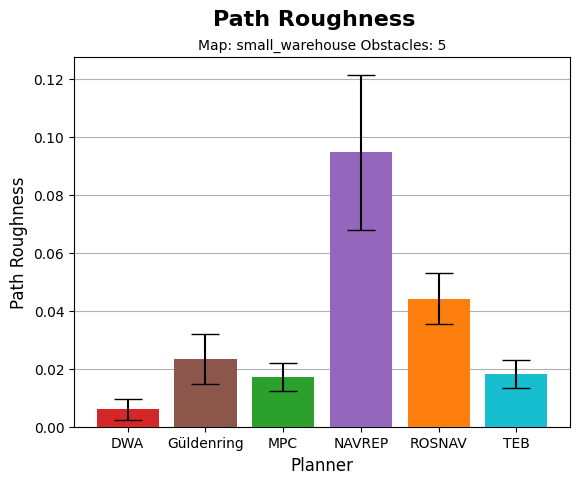 Path Roughness
Map: small_warehouse Obstacles: 5
Path Roughness
0.12
0.10
0.08
0.06
0.04
0.02
0.00
DWA Güldenring MPC NAVREP ROSNAV TEB
Planner